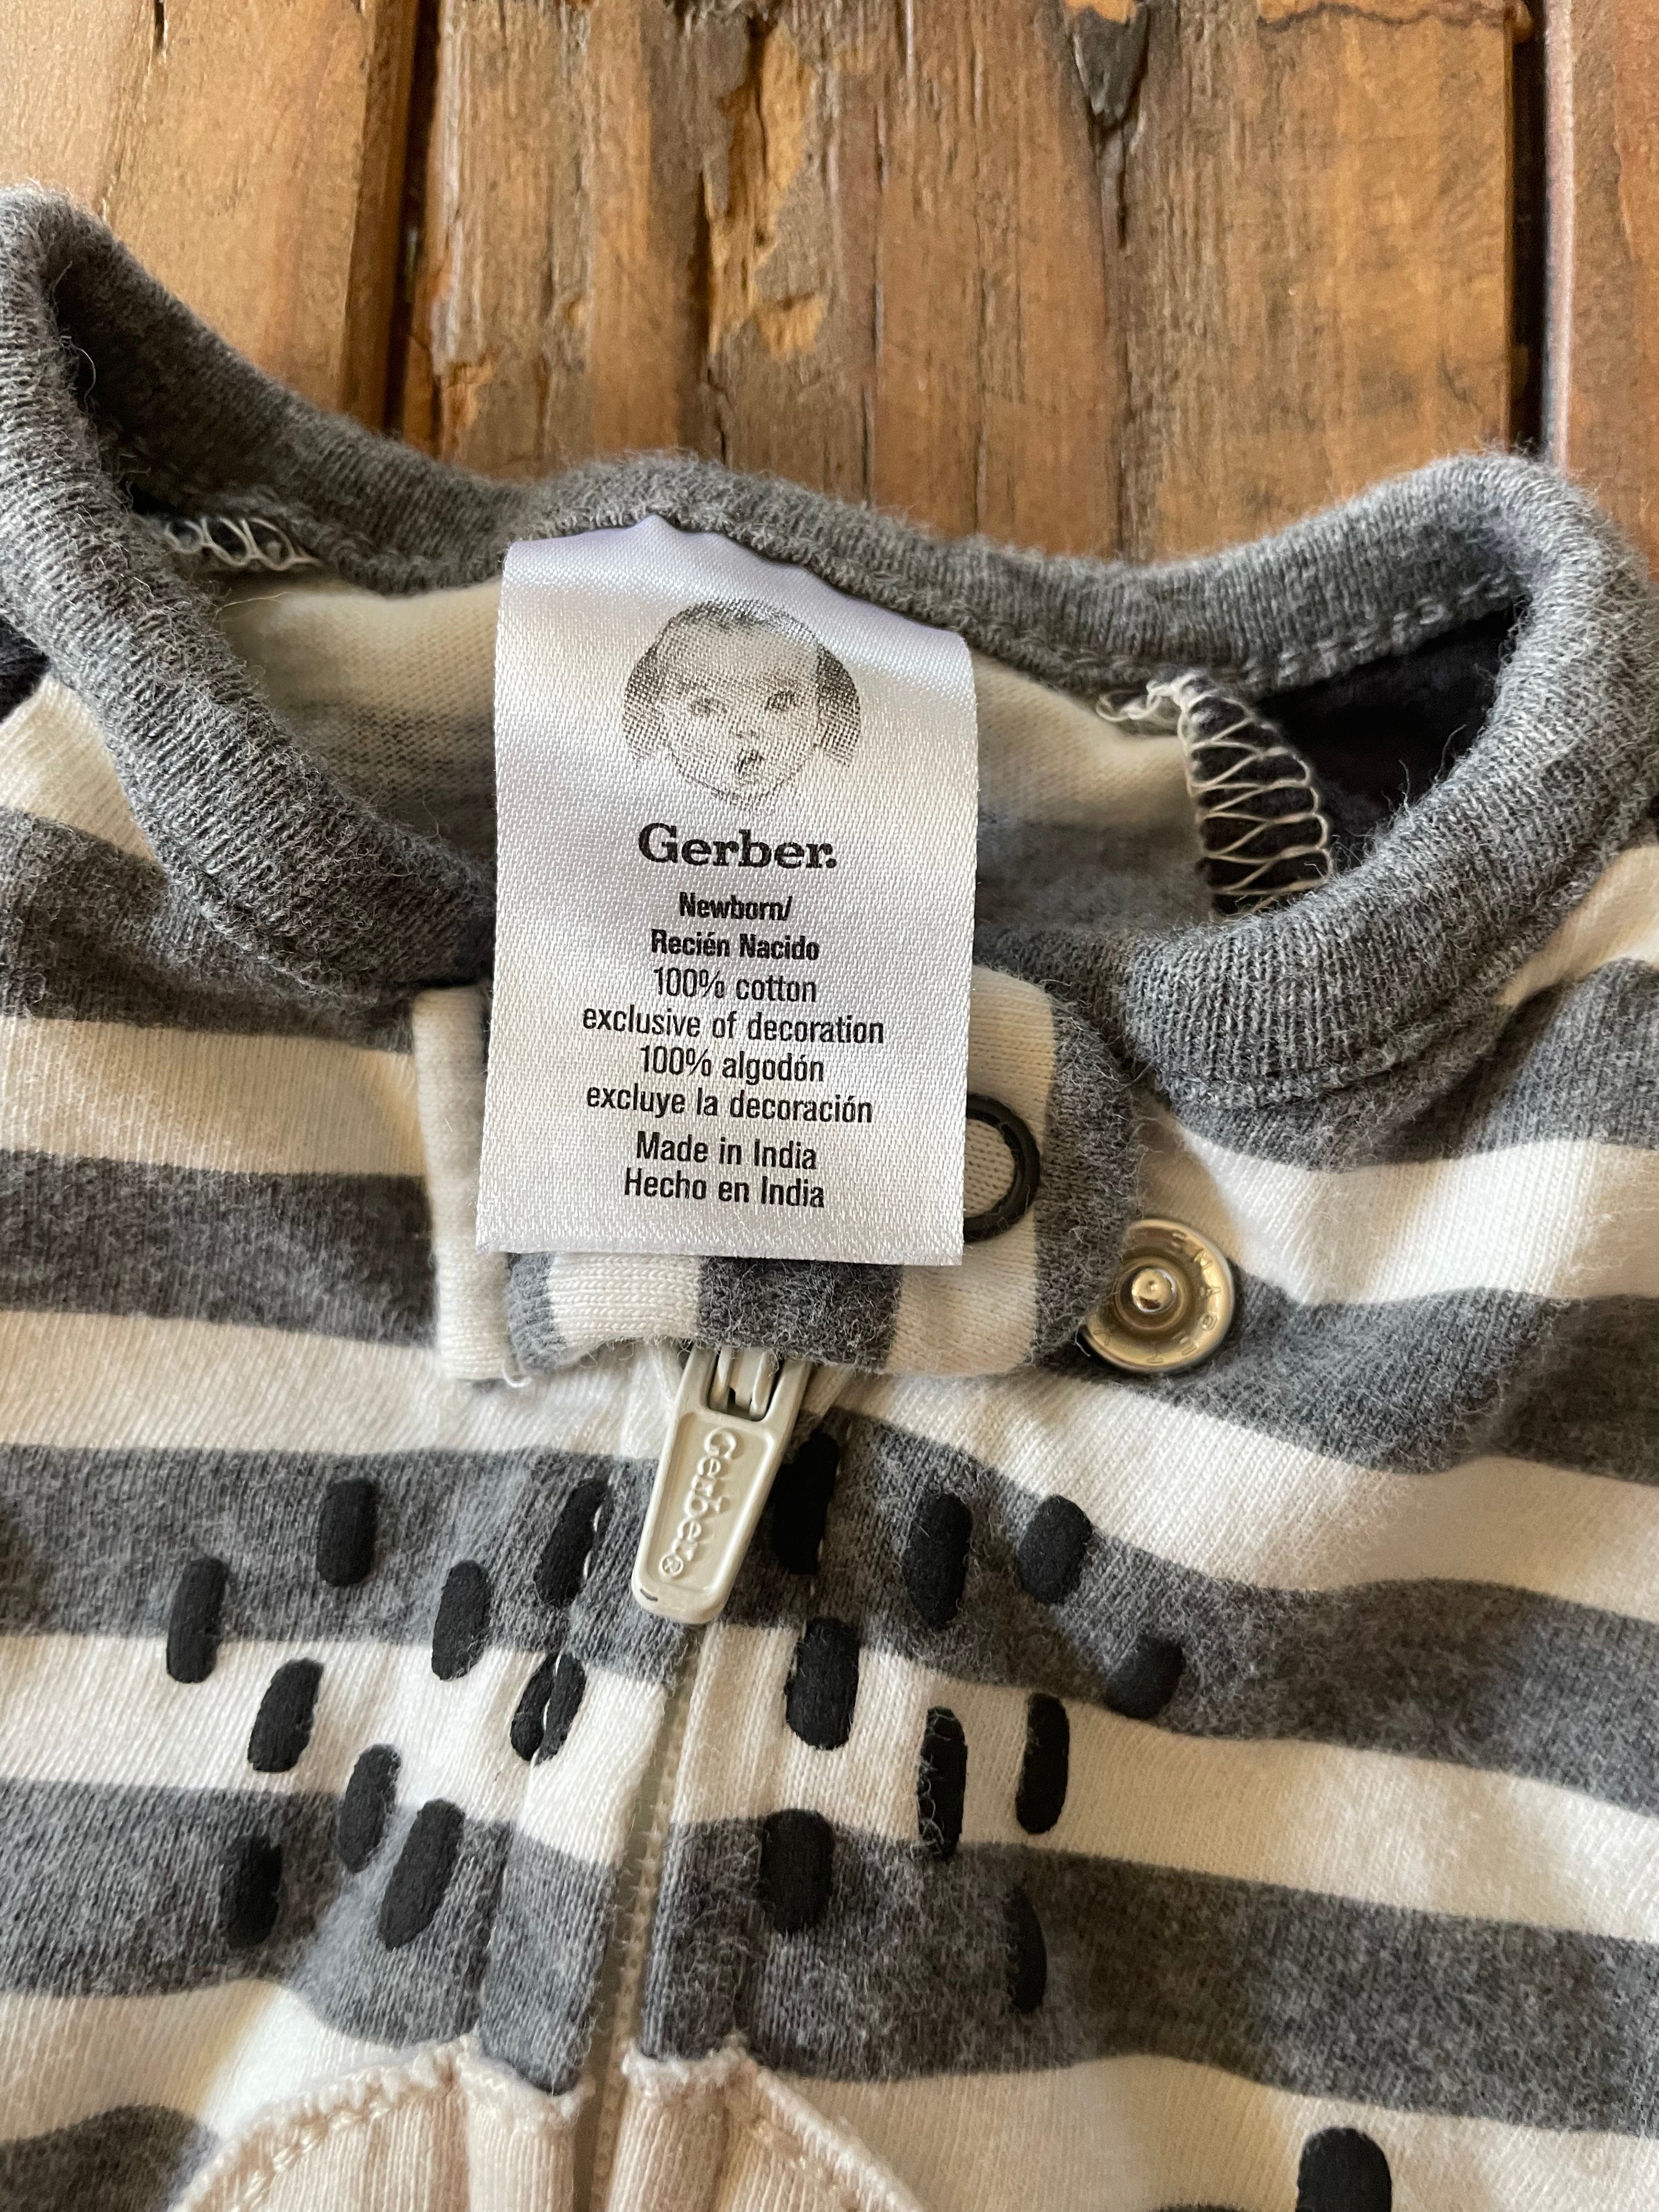 Gerber.
Newborn/
Recién Nacido
100% cotton
exclusive of decoration
100% algodón
excluye la decoración
Made in India
Hecho en India
Gerber®